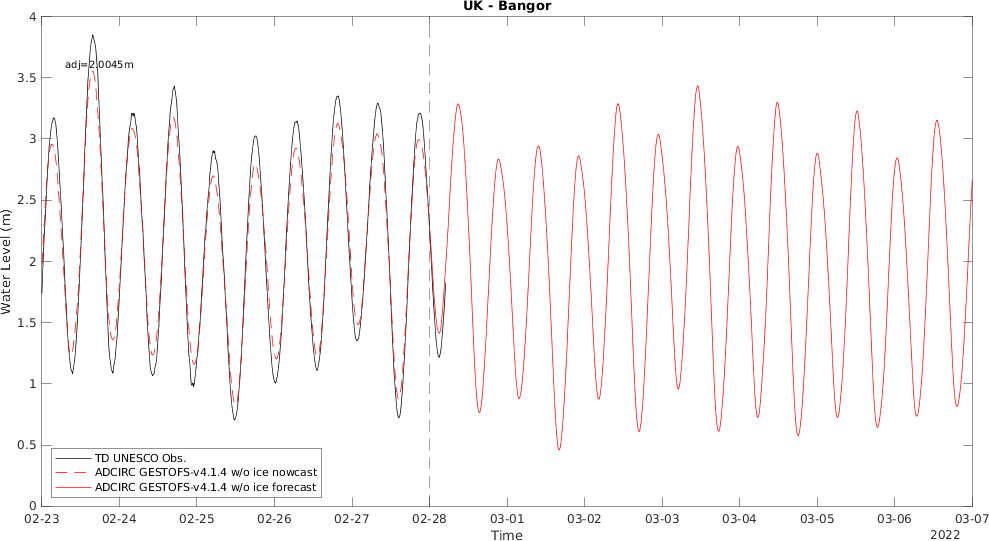 UK - Bangor
4
adj=2.0045m
3.5
3
2.5
2
1.5
1
0.5
0
Water Level (m)
TD UNESCO Obs.
ADCIRC GESTOFS-v4.1.4 w/o ice nowcast
ADCIRC GESTOFS-v4.1.4 w/o ice forecast
02-23 02-24 02-25 02-26 02-27 02-28 03-01 03-02 03-03 03-04 03-05 03-06 03-07
Time
2022